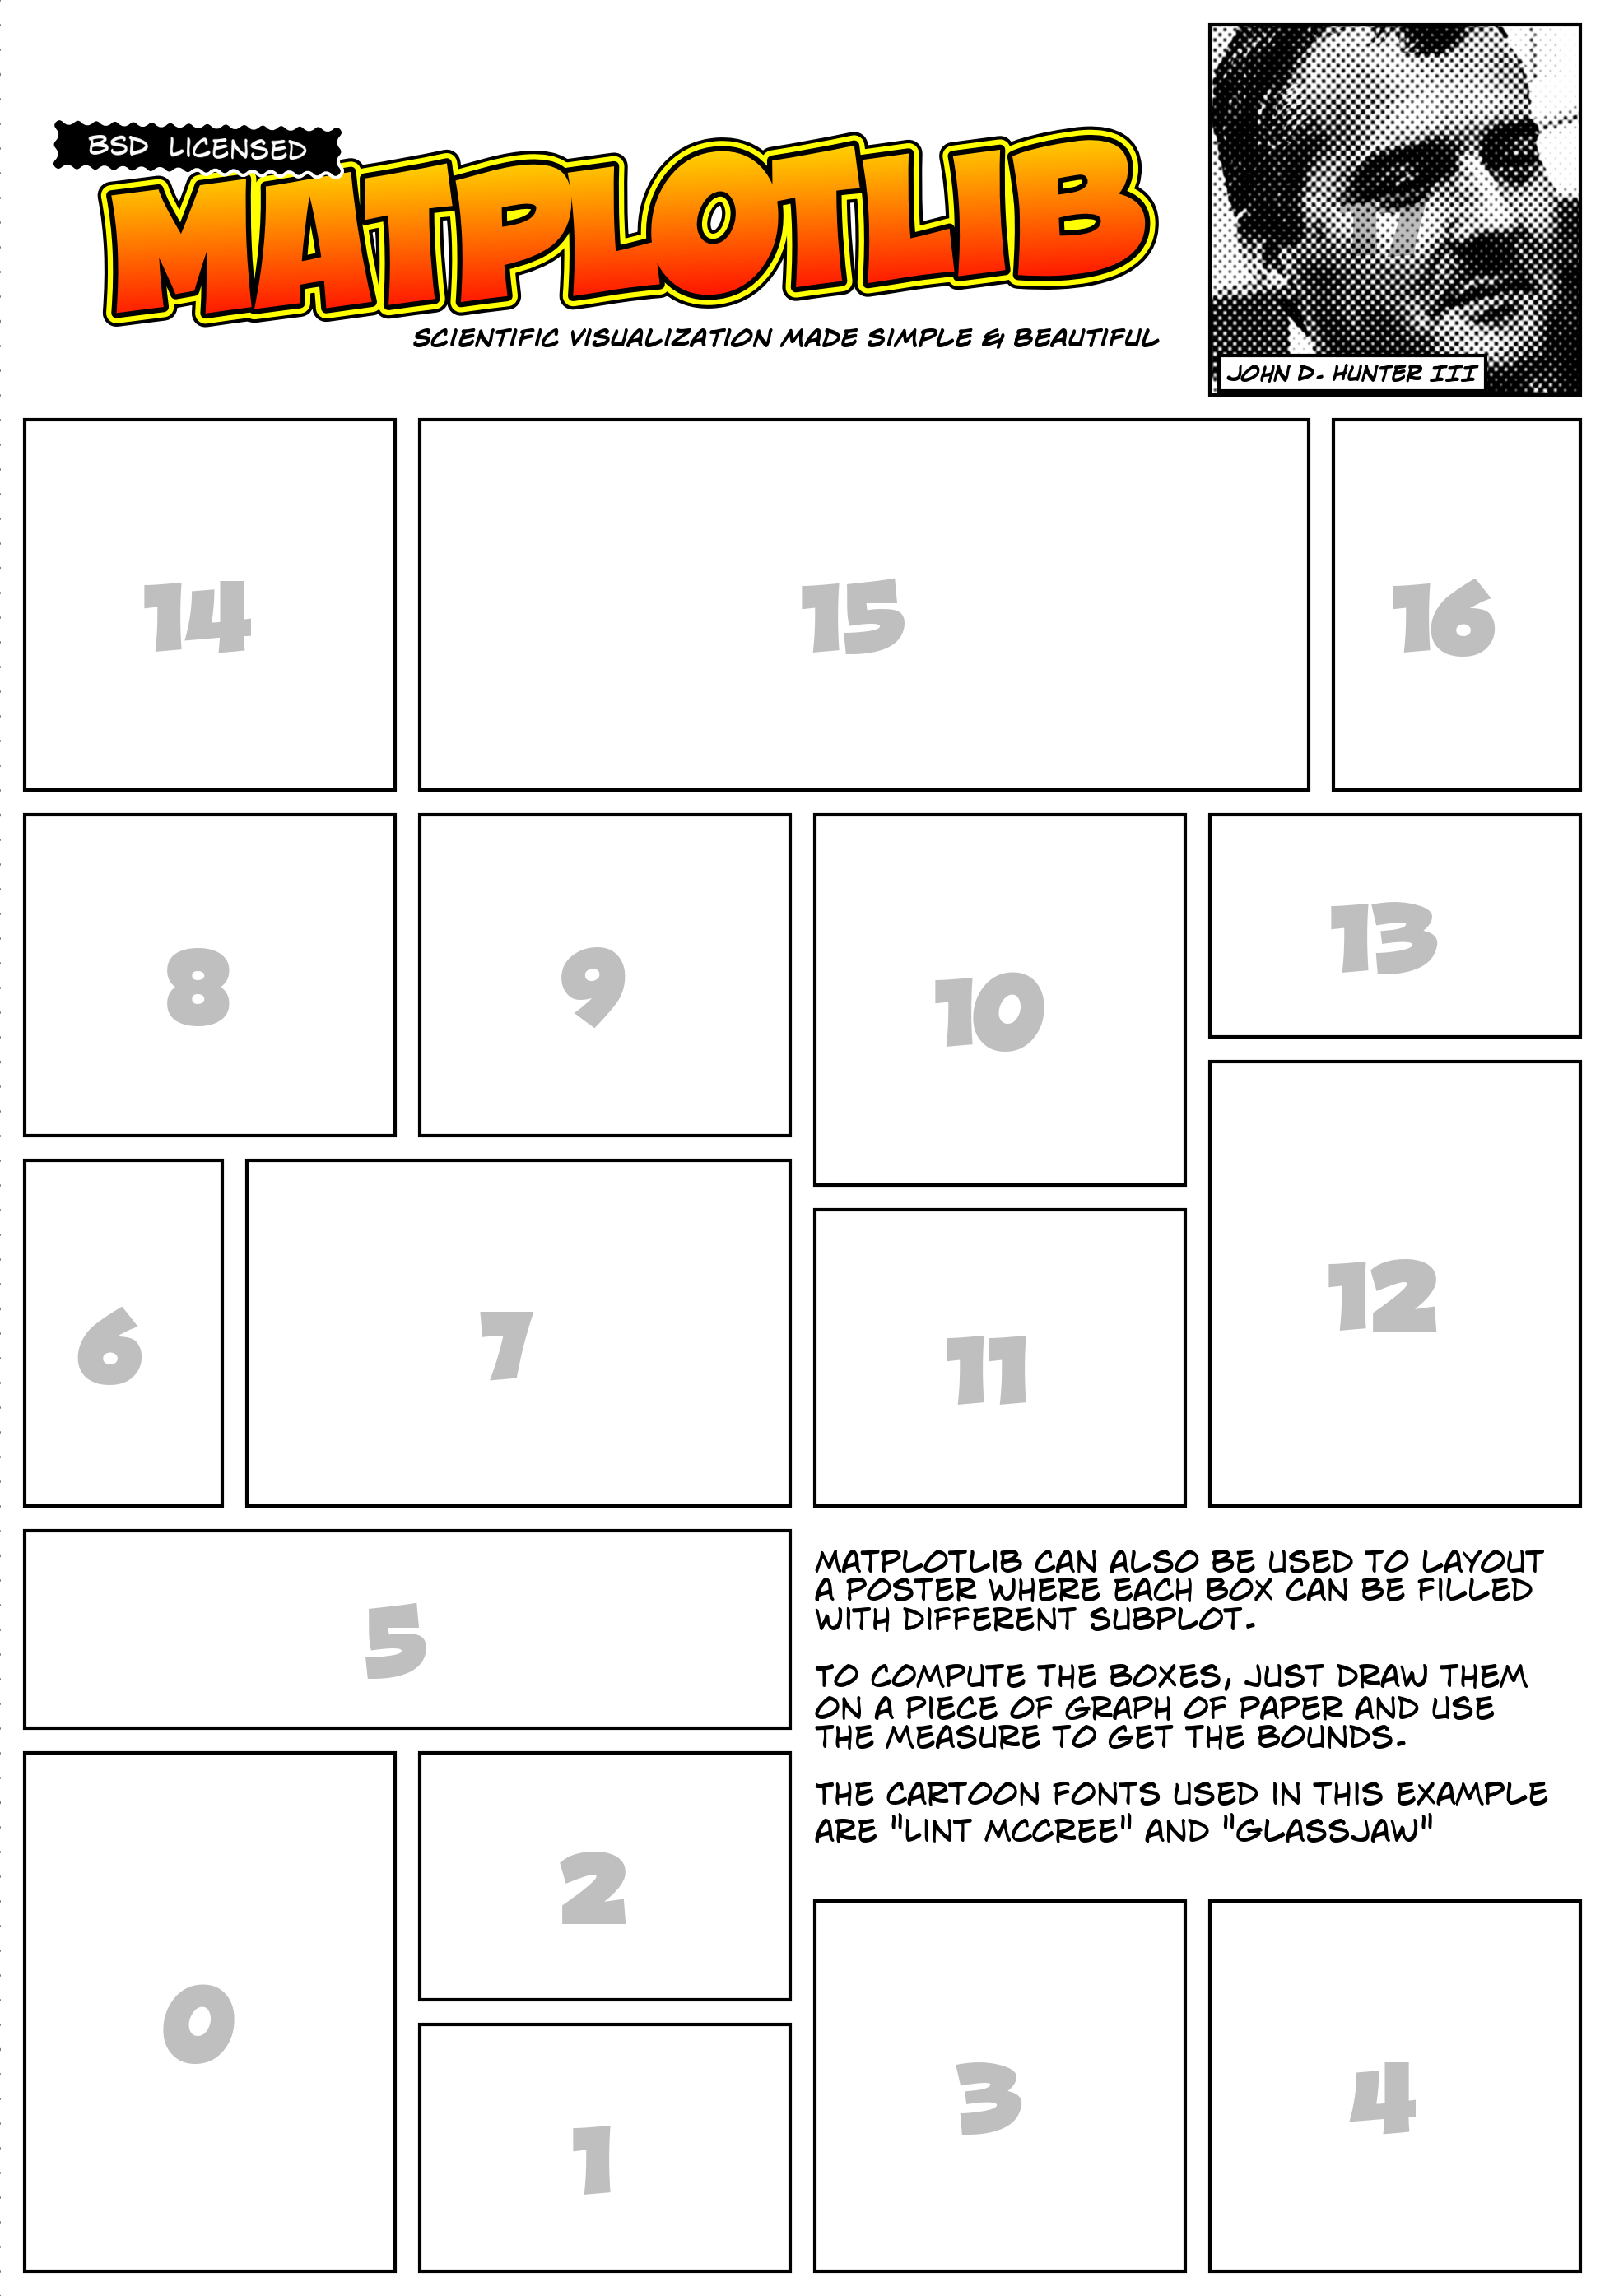 BSD LICENSED
MATPLOTLIB
SCIENTIFIC VISUALIZATION MADE SIMPLE & BEAUTIFUL
JOHN D. HUNTER III
14
15
16
8
9
10
13
6
7
11
12
5
MATPLOTLIB CAN ALSO BE USED TO LAYOUT
A POSTER WHERE EACH BOX CAN BE FILLED
WITH DIFFERENT SUBPLOT.
TO COMPUTE THE BOXES, JUST DRAW THEM
ON A PIECE OF GRAPH OF PAPER AND USE
THE MEASURE TO GET THE BOUNDS.
THE CARTOON FONTS USED IN THIS EXAMPLE
ARE "LINT MCCREE" AND "GLASSJAW"
0
2
1
3
4